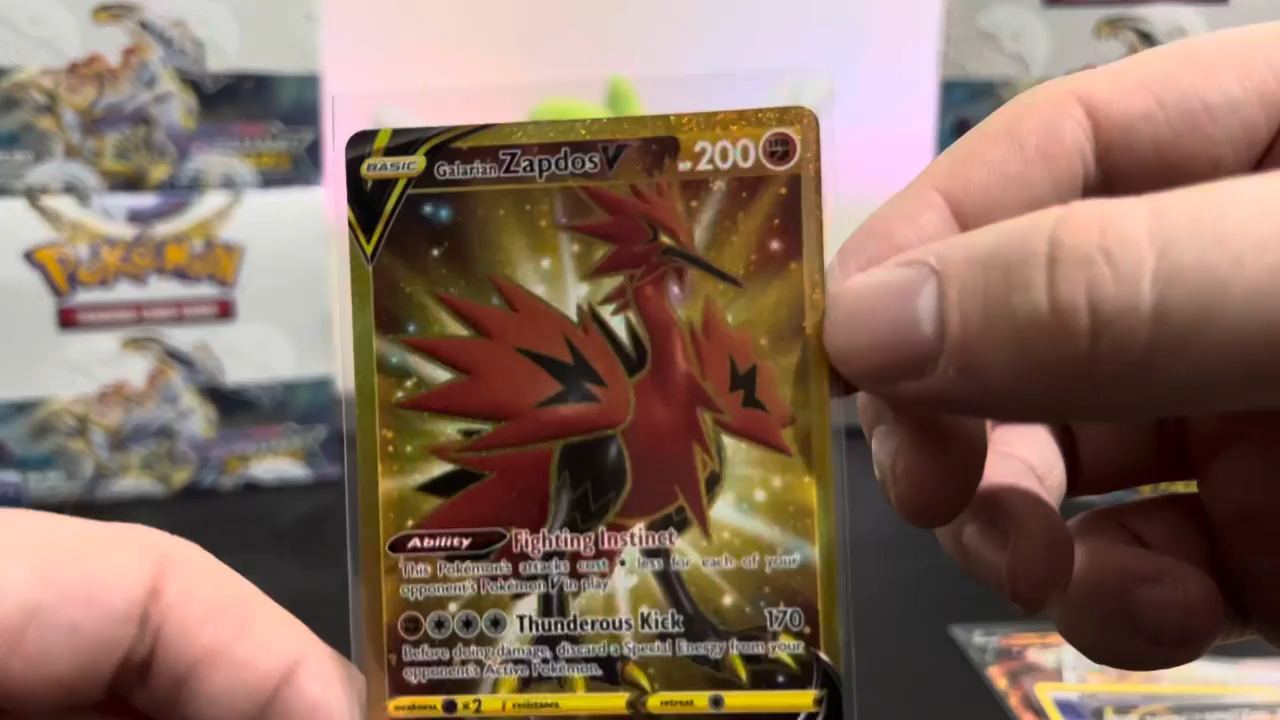 BASIC Galarian Zapdos V HP 200
POKÉMON
Ability Fighting Instinct
This Pokémon's attacks cost less for each of your
opponent's Pokémon V in play.
Thunderous Kick 170
Before doing damage, discard a Special Energy from your
opponent's Active Pokémon.
weakness ×2 resistance retreat